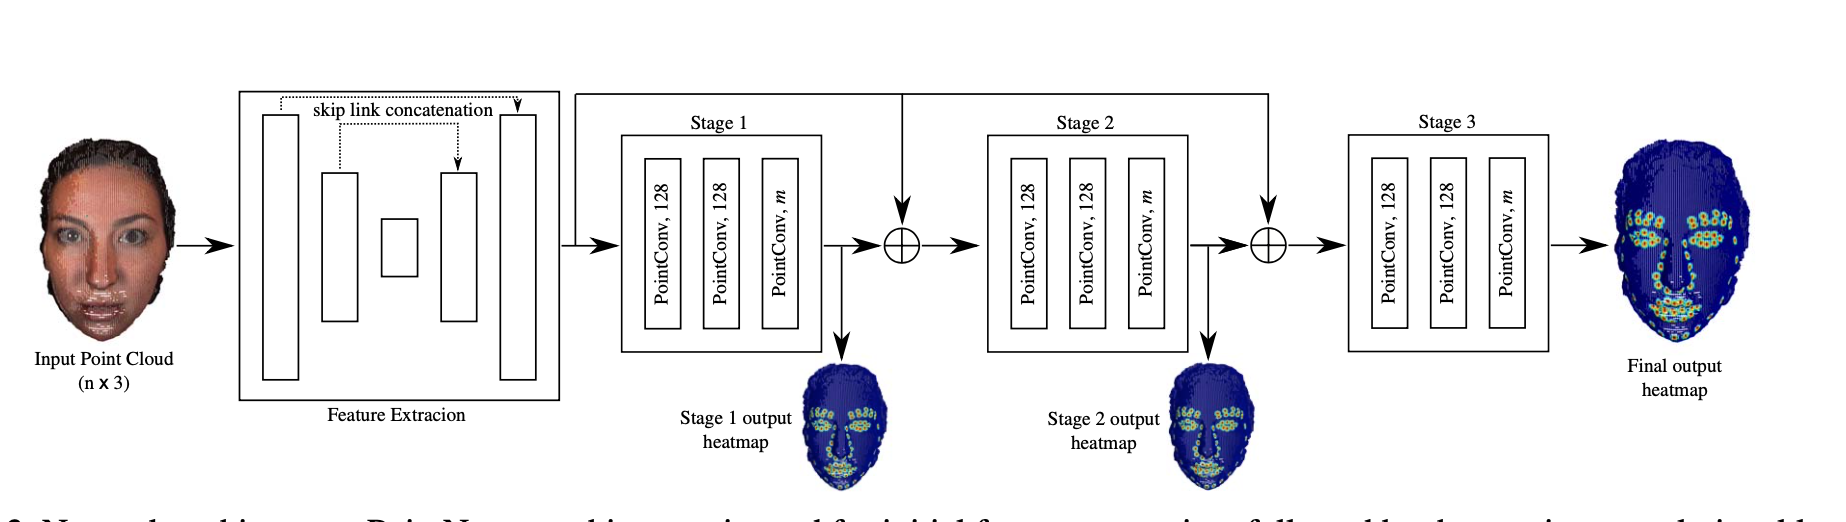 skip link concatenation
Stage 1
Stage 2
Stage 3
PointConv, 128
PointConv, 128
PointConv, m
PointConv, 128
PointConv, 128
PointConv, m
PointConv, 128
PointConv, 128
PointConv, m
Input Point Cloud
(n x 3)
Feature Extracion
Stage 1 output
heatmap
Stage 2 output
heatmap
Final output
heatmap